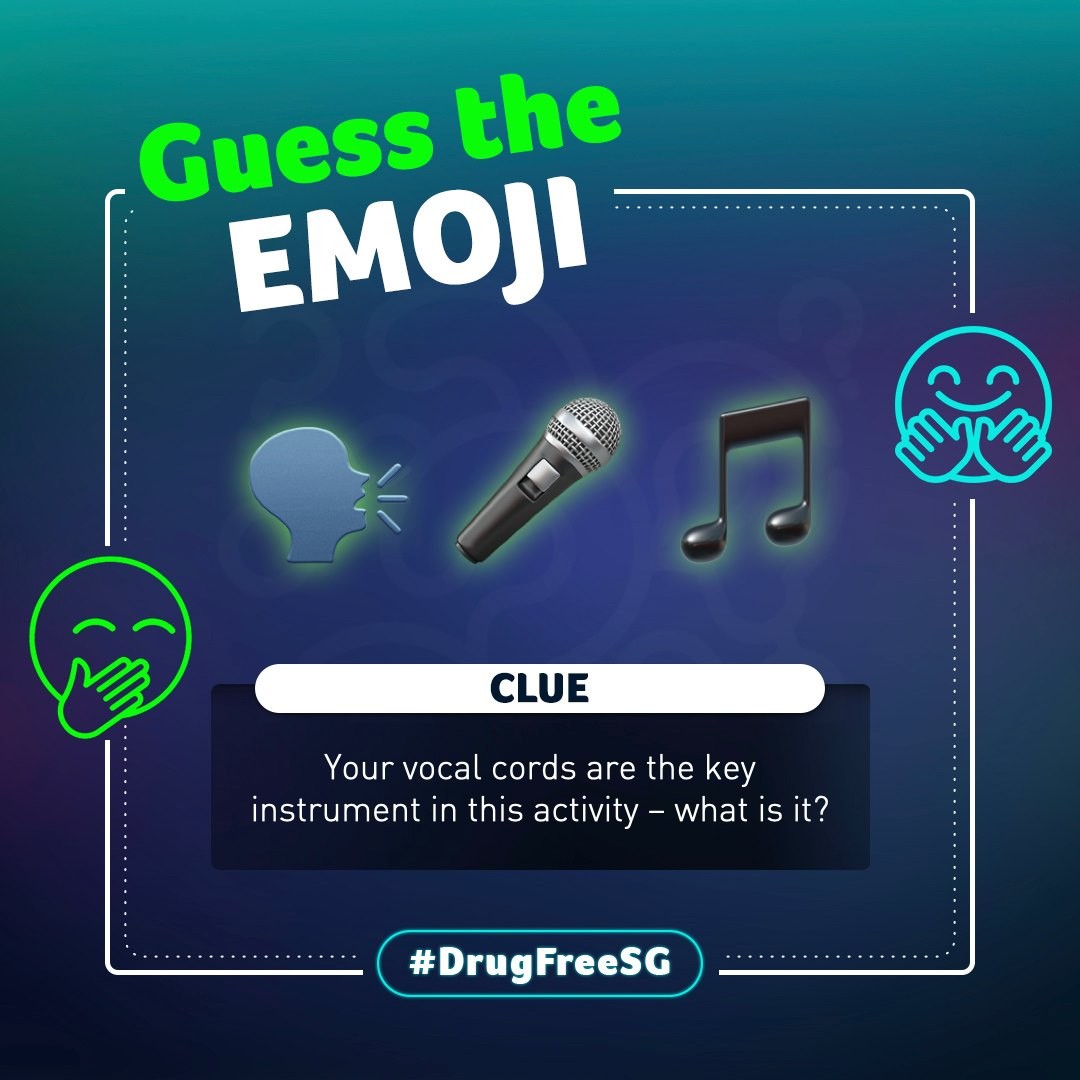 Guess the
EMOJI
CLUE
Your vocal cords are the key
instrument in this activity – what is it?
#DrugFreeSG